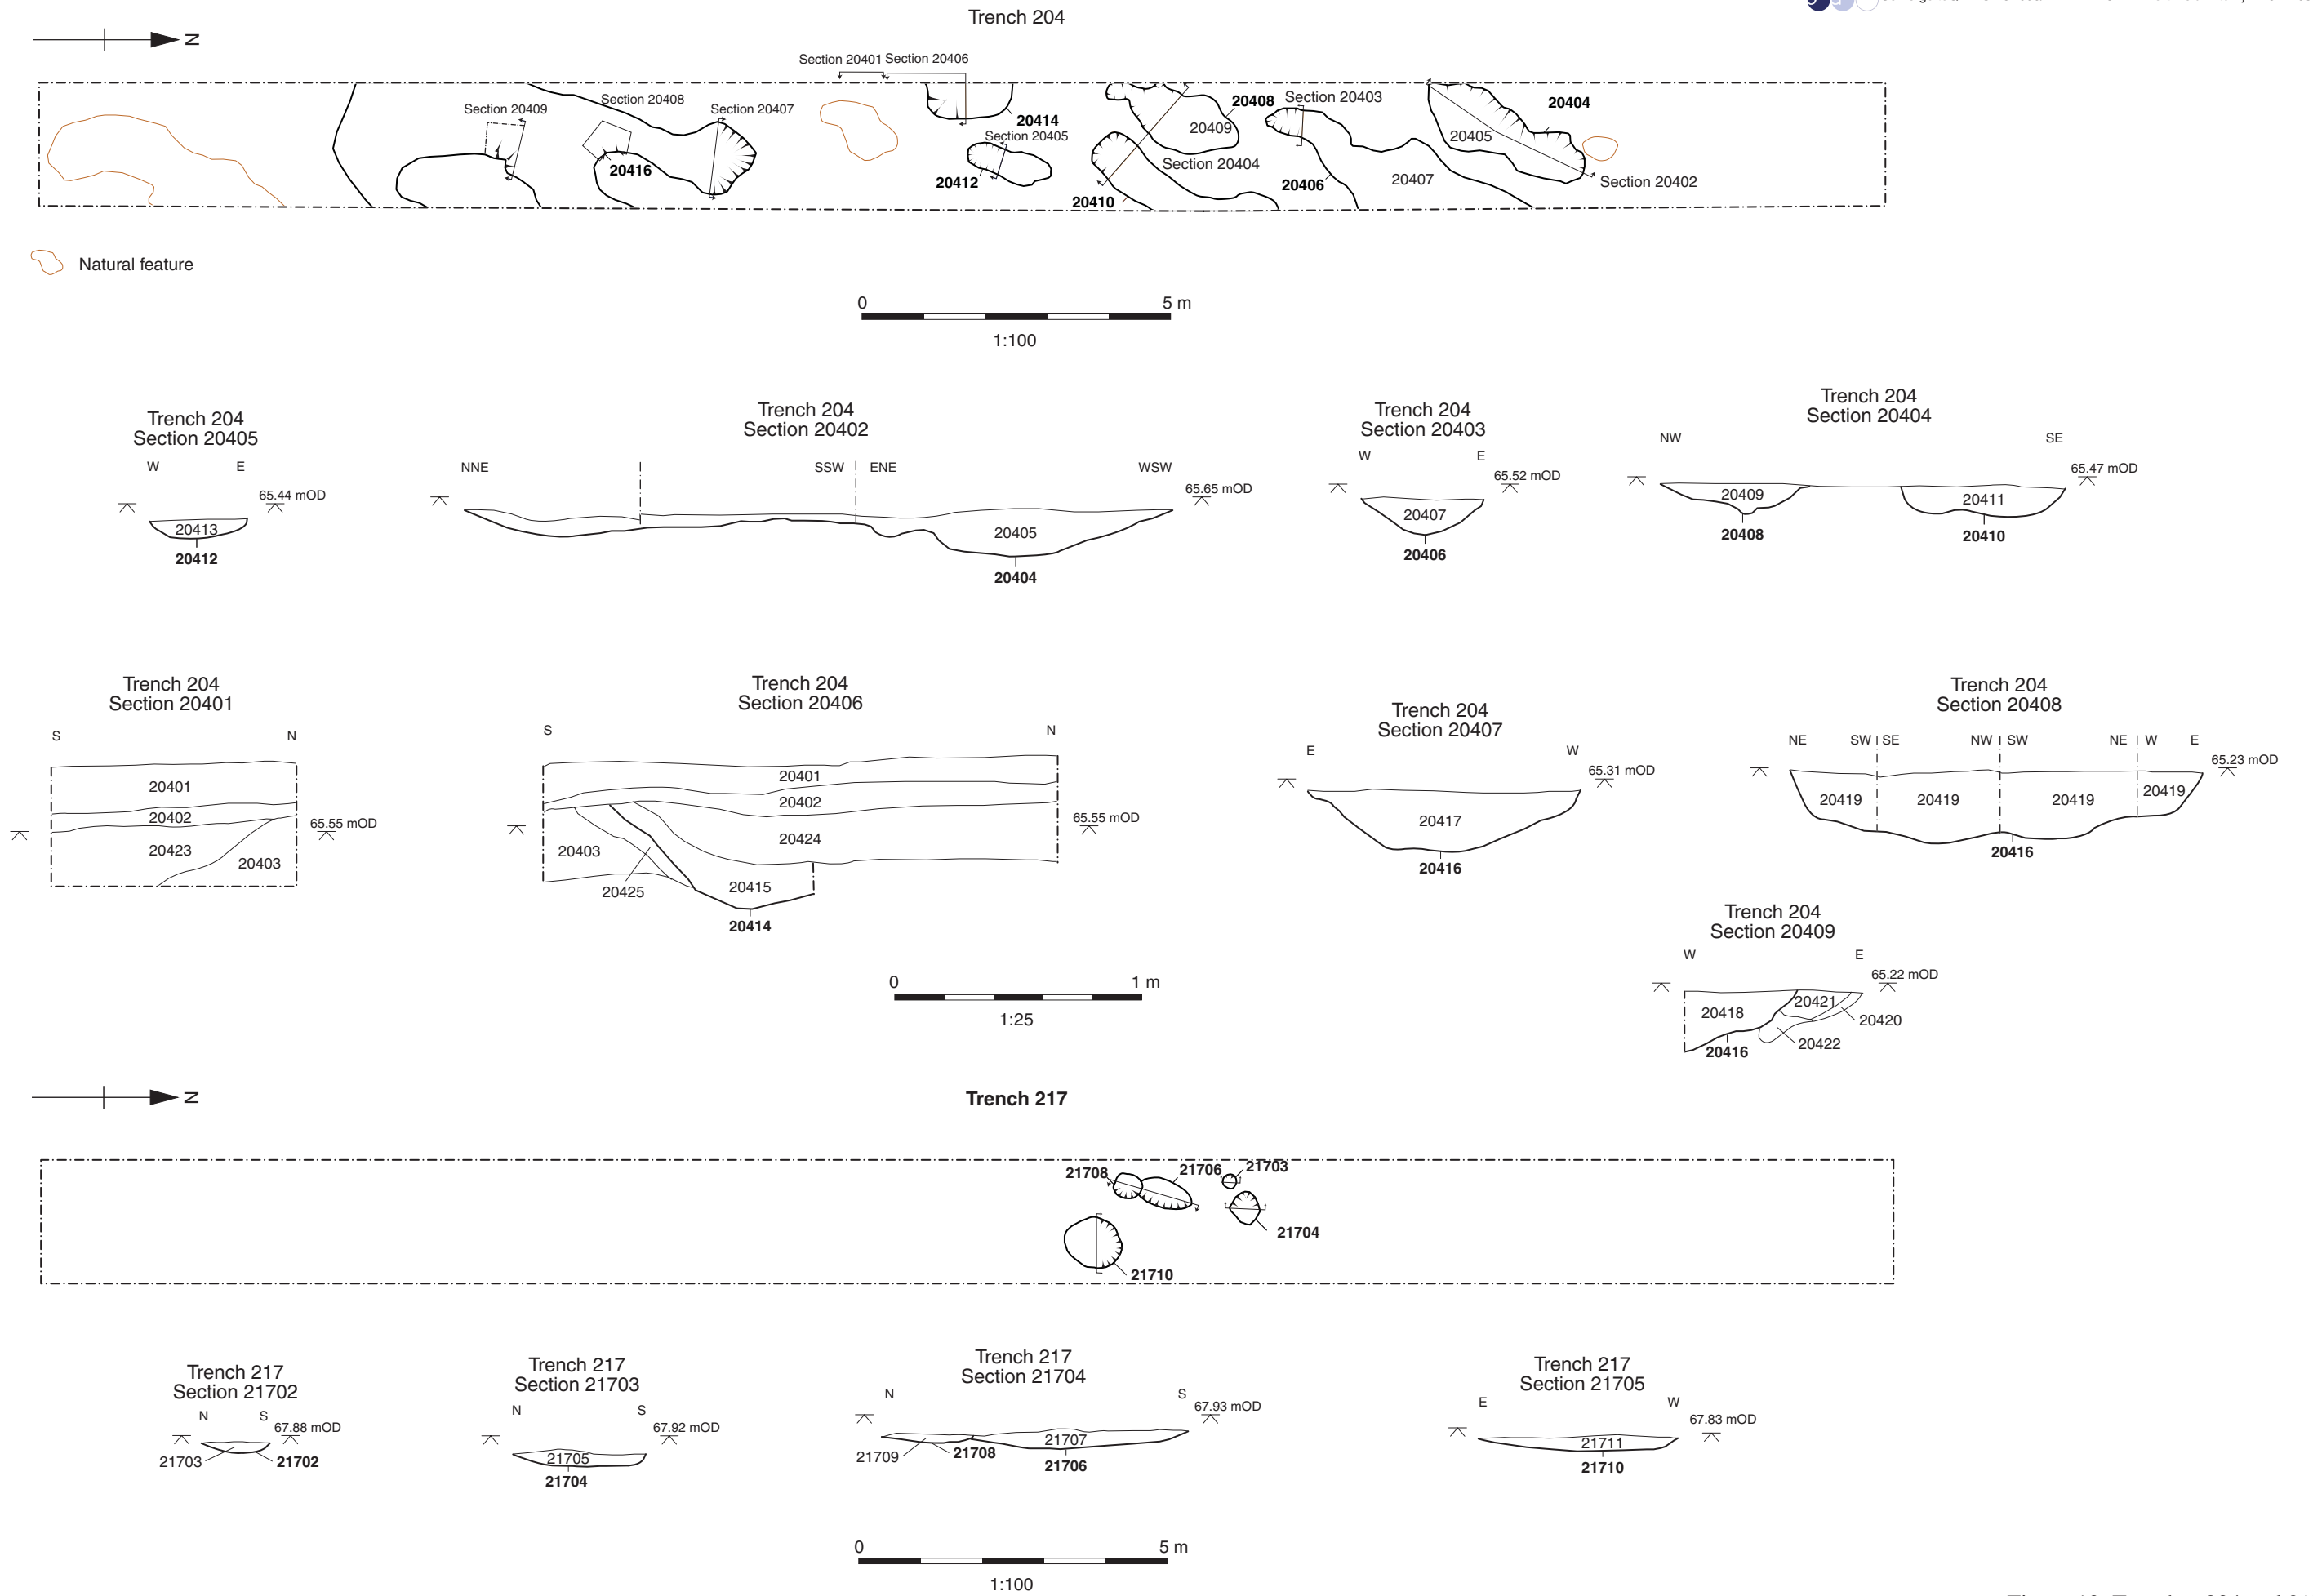 Trench 204
N
Section 20401 Section 20406
Section 20409
Section 20408
Section 20407
20416
20414
Section 20405
20412
20408
20409
Section 20404
20410
Section 20403
20406
20407
20404
20405
Section 20402
Natural feature
0 5 m
1:100
Trench 204
Section 20405
W E
65.44 mOD
20413
20412
Trench 204
Section 20402
NNE SSW ENE WSW
65.65 mOD
20405
20404
Trench 204
Section 20403
W E
65.52 mOD
20407
20406
Trench 204
Section 20404
NW SE
65.47 mOD
20409 20411
20408 20410
Trench 204
Section 20401
S N
20401
20402
65.55 mOD
20423
20403
Trench 204
Section 20406
S N
20401
20402
65.55 mOD
20424
20403
20425
20415
20414
Trench 204
Section 20407
E W
65.31 mOD
20417
20416
Trench 204
Section 20408
NE SW SE NW SW NE W E
65.23 mOD
20419 20419 20419 20419
20416
0 1 m
1:25
Trench 204
Section 20409
W E
65.22 mOD
20418
20421
20420
20422
20416
N
Trench 217
21708
21706
21703
21704
21710
Trench 217
Section 21702
N S
67.88 mOD
21703
21702
Trench 217
Section 21703
N S
67.92 mOD
21705
21704
Trench 217
Section 21704
N S
67.93 mOD
21707
21709
21708
21706
Trench 217
Section 21705
E W
67.83 mOD
21711
21710
0 5 m
1:100